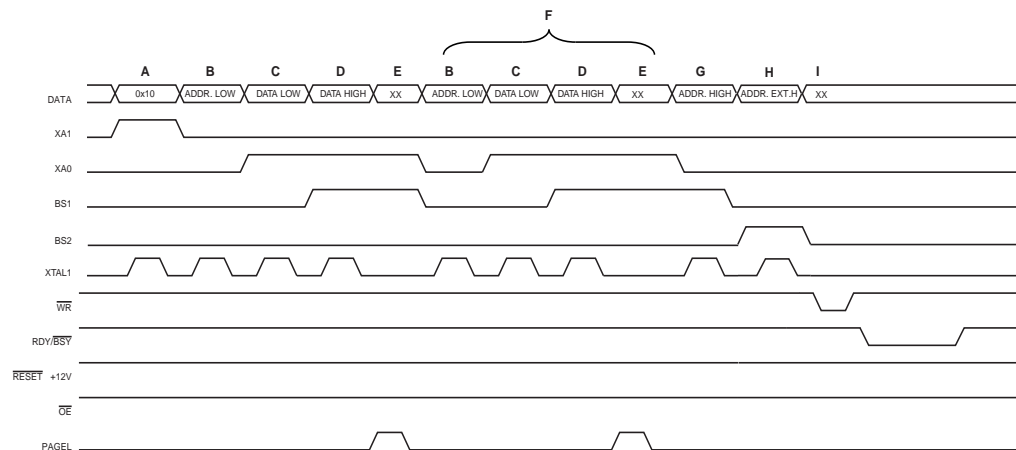 F
A B C D E B C D E G H I
DATA 0x10 ADDR. LOW DATA LOW DATA HIGH XX ADDR. LOW DATA LOW DATA HIGH XX ADDR. HIGH ADDR. EXT.H XX
XA1
XA0
BS1
BS2
XTAL1
WR
RDY/BSY
RESET +12V
OE
PAGEL